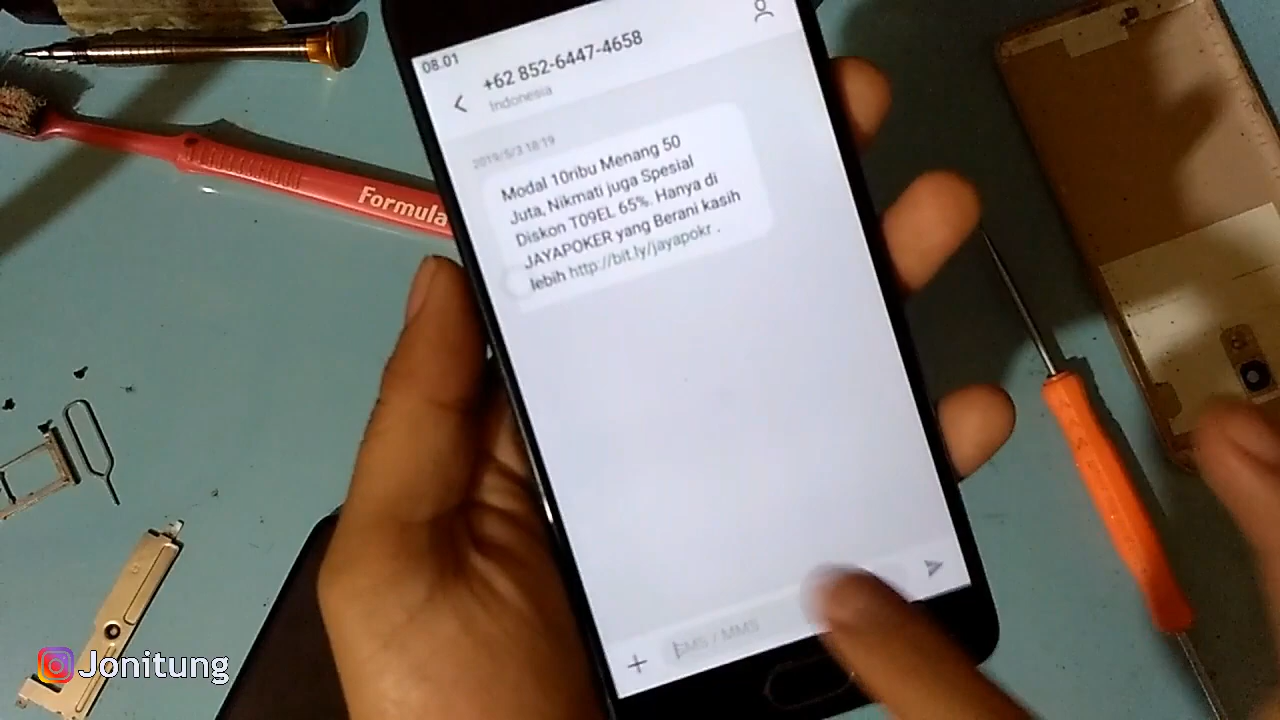 08.01
+62 852-6447-4658
Indonesia
2019/5/3 18:19
Modal 10ribu Menang 50
Juta, Nikmati juga Spesial
Diskon T09EL 65%. Hanya di
JAYAPOKER yang Berani kasih
lebih http://bit.ly/jayapokr .
SMS / MMS
Formula
Jonitung